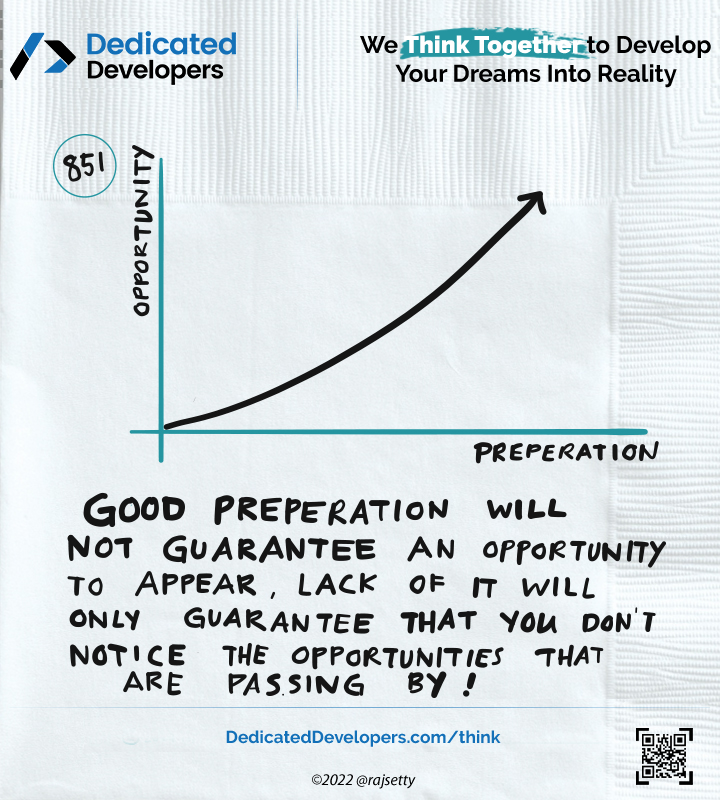 Dedicated
Developers
We Think Together to Develop
Your Dreams Into Reality
851
OPPORTUNITY
PREPERATION
GOOD PREPERATION WILL
NOT GUARANTEE AN OPPORTUNITY
TO APPEAR, LACK OF IT WILL
ONLY GUARANTEE THAT YOU DON'T
NOTICE THE OPPORTUNITIES THAT
ARE PASSING BY!
DedicatedDevelopers.com/think
©2022 @rajsetty